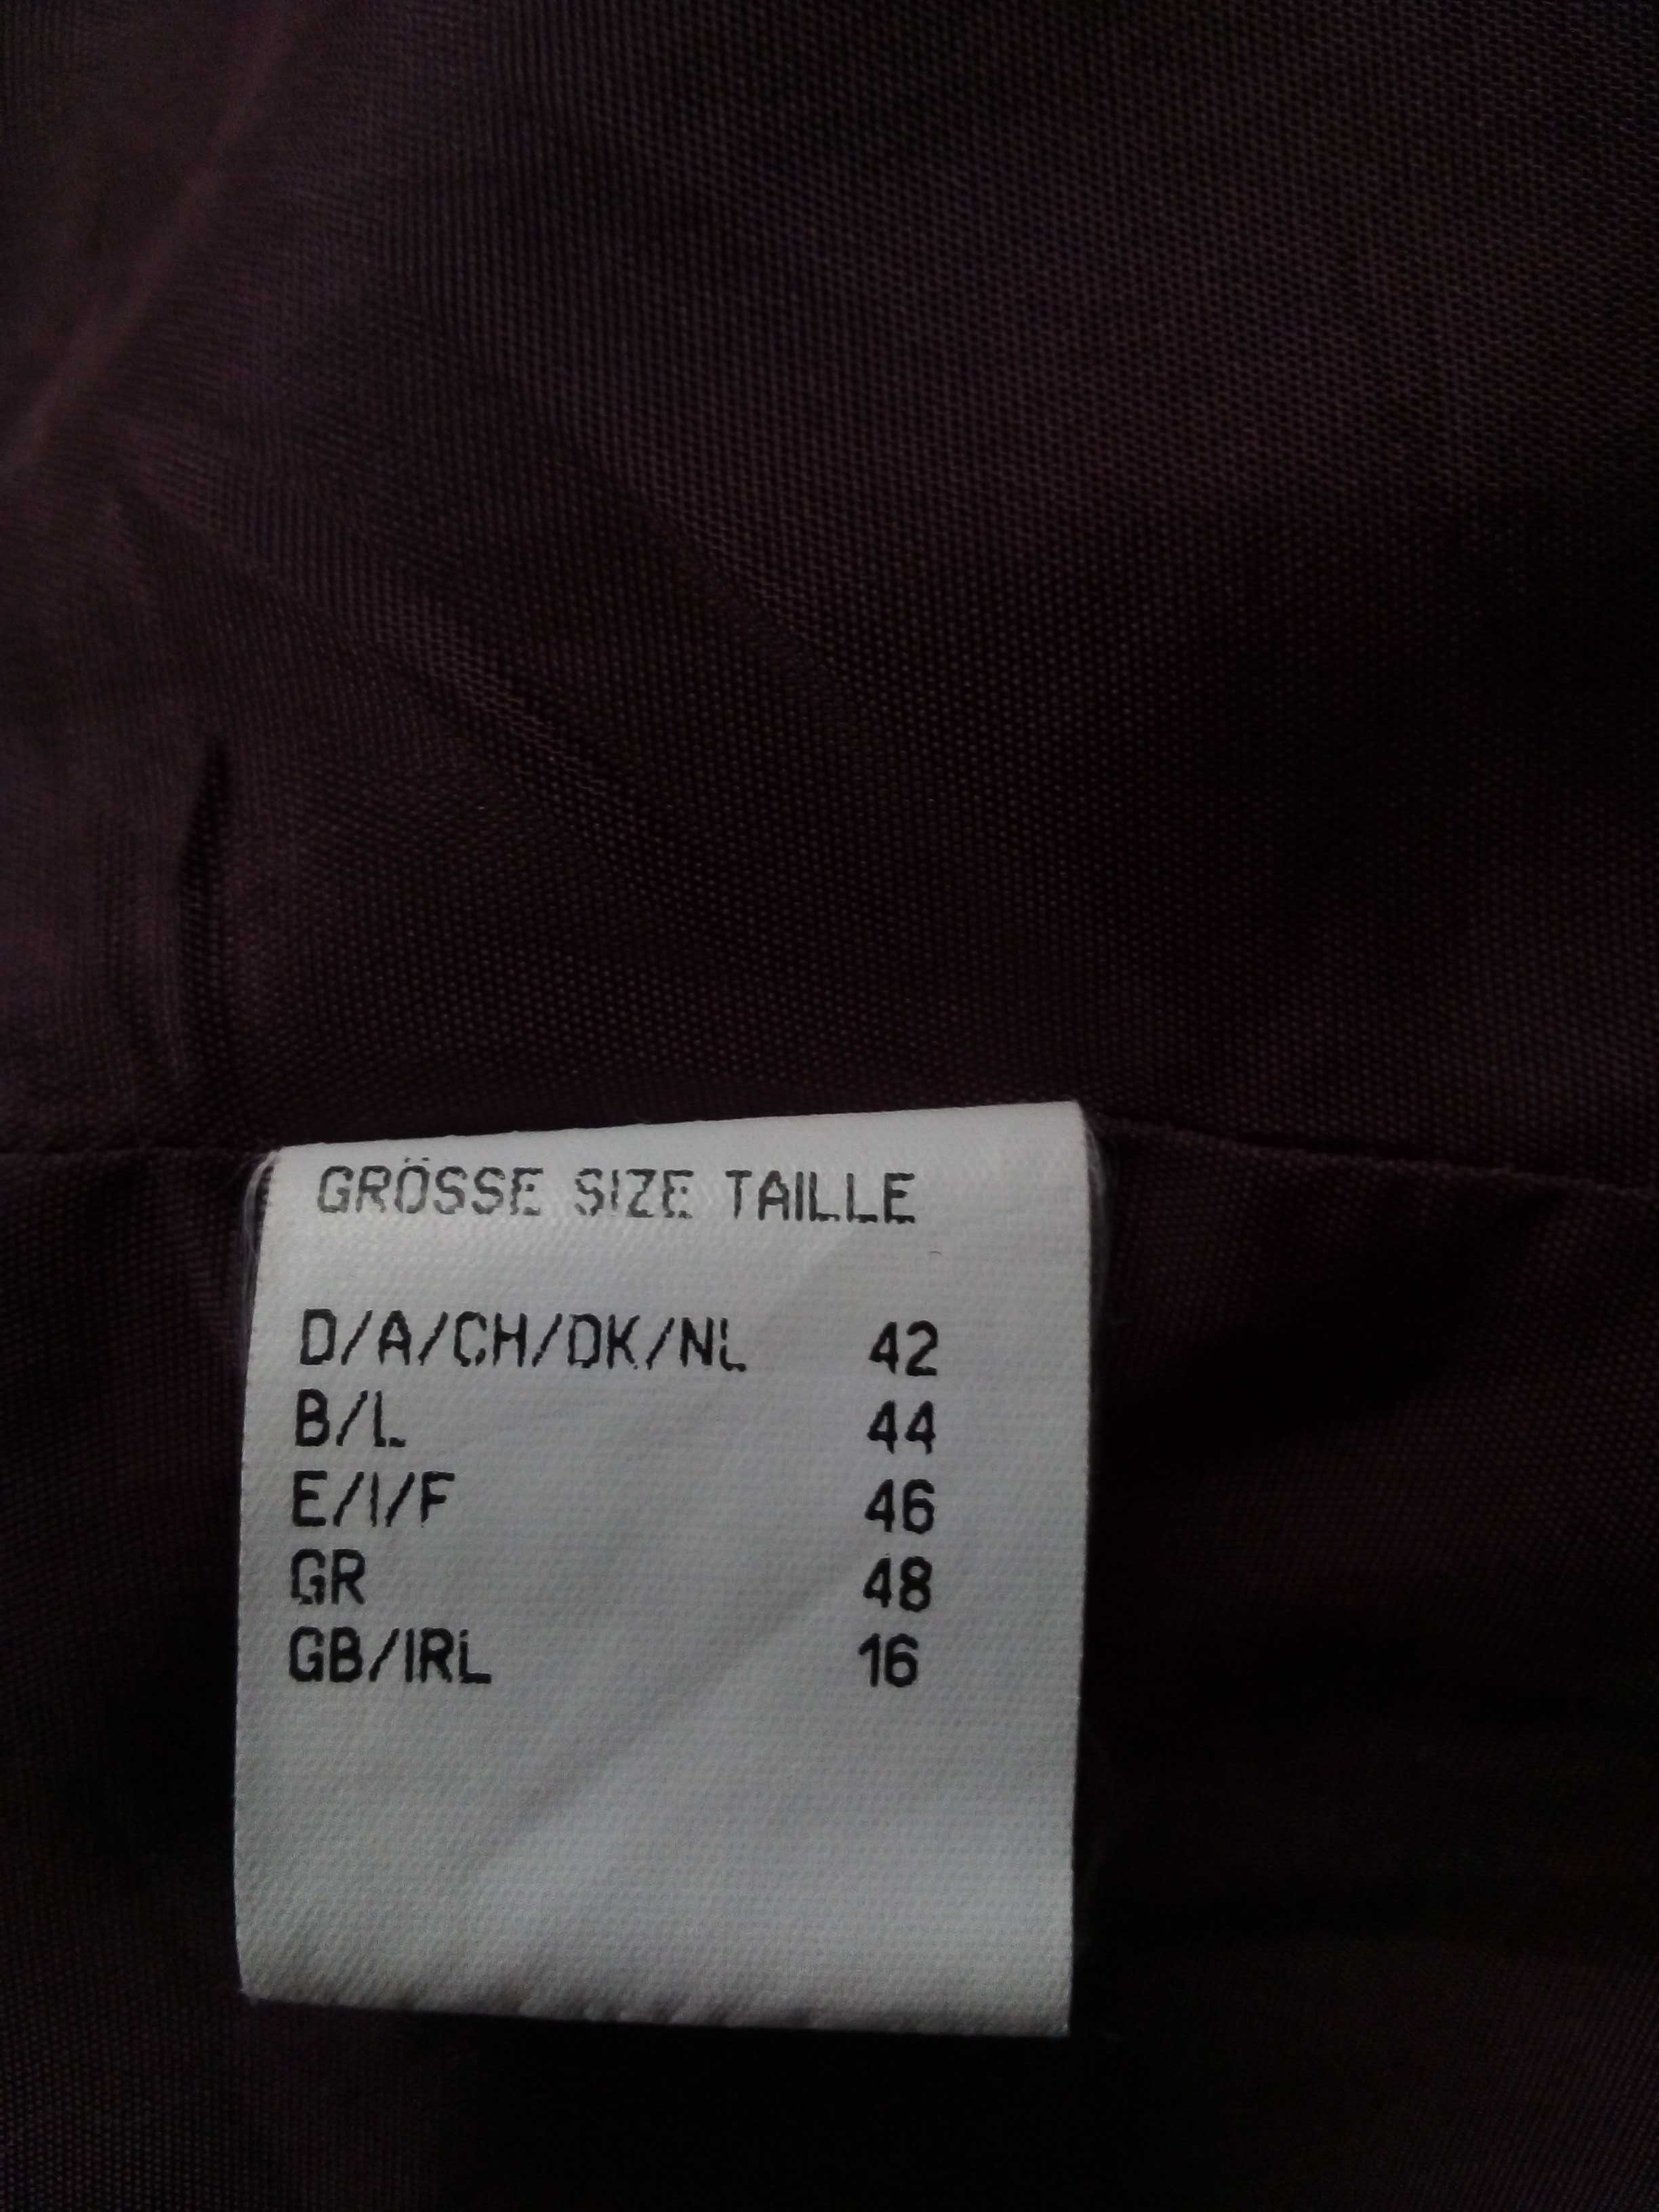 GRÖSSE SIZE TAILLE
D/A/CH/DK/NL 42
B/L 44
E/I/F 46
GR 48
GB/IRL 16